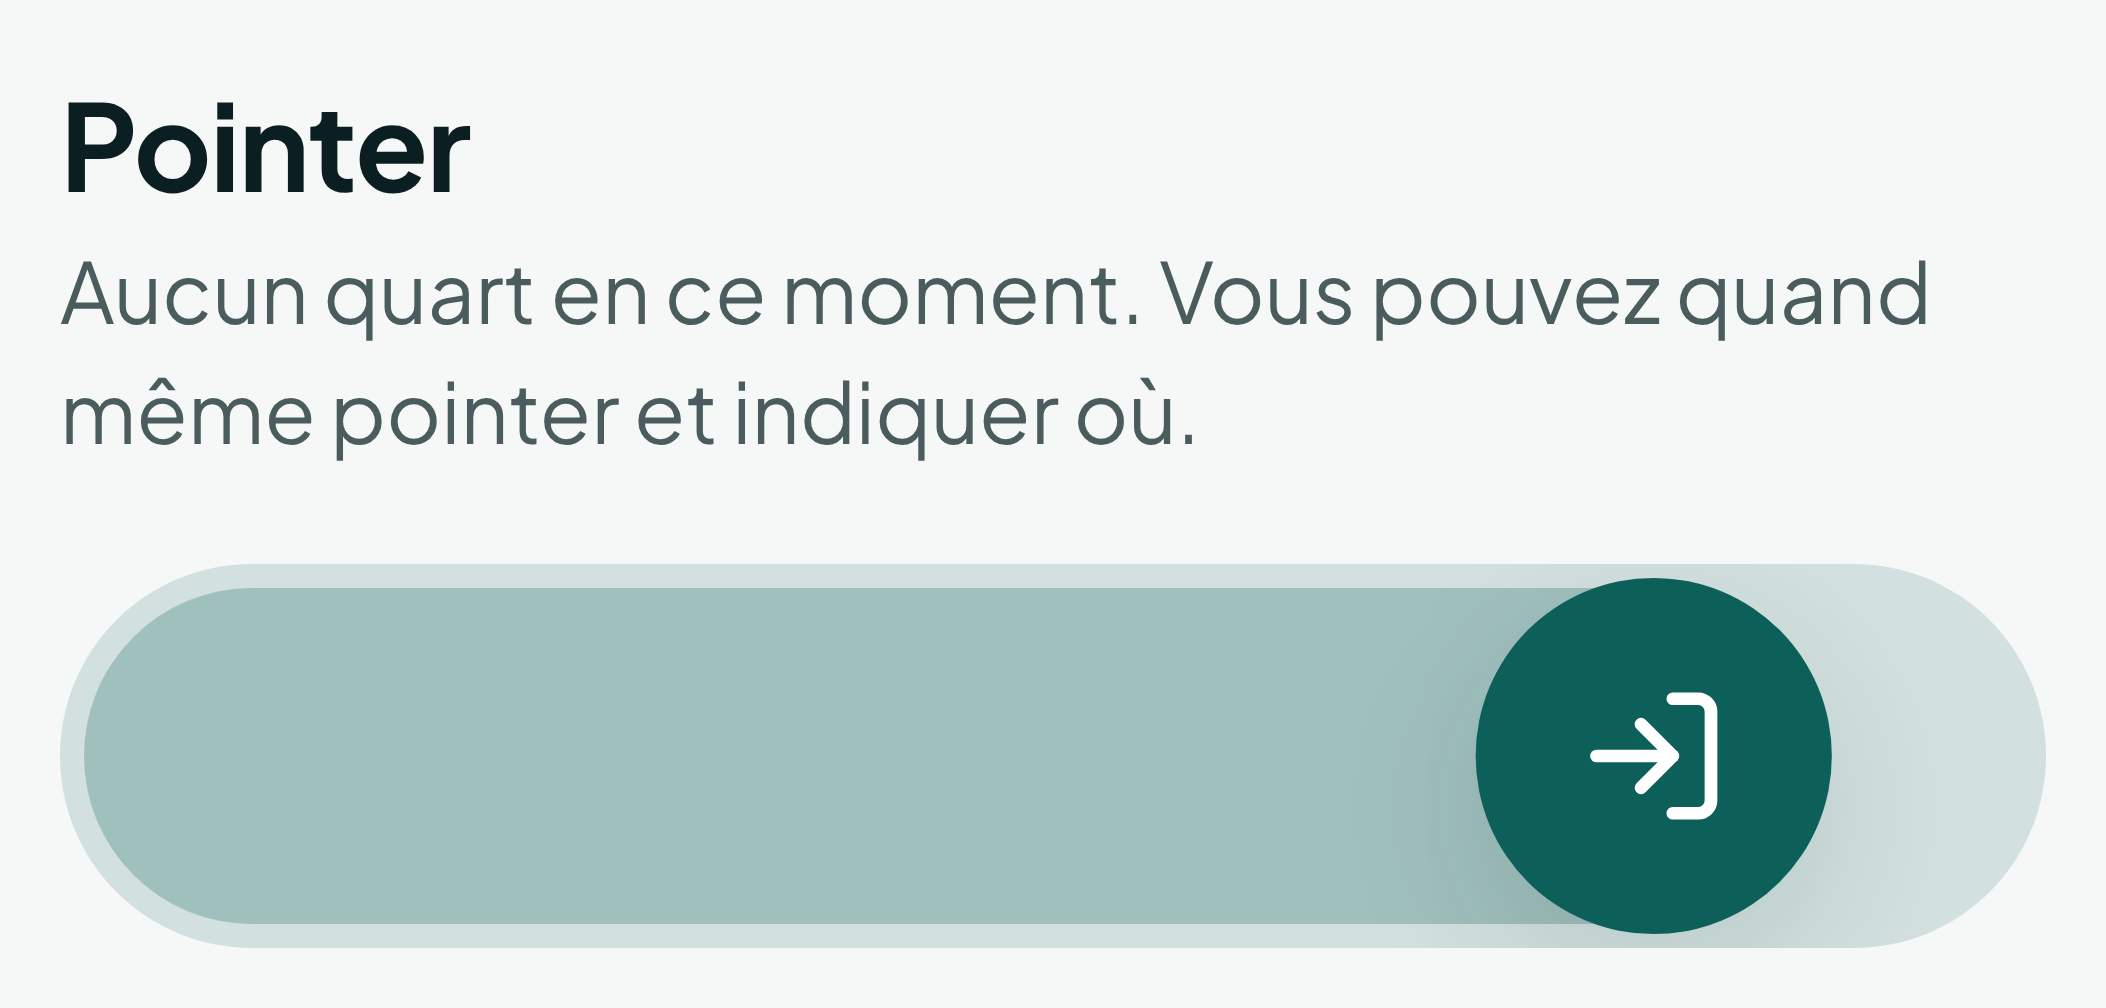 Pointer
Aucun quart en ce moment. Vous pouvez quand
même pointer et indiquer où.